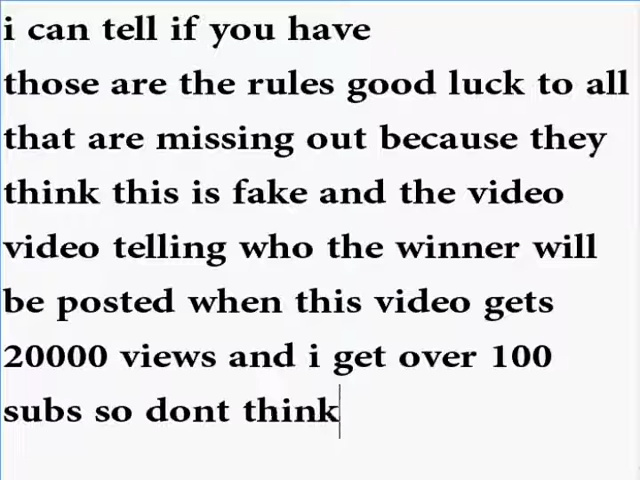 i can tell if you have
those are the rules good luck to all
that are missing out because they
think this is fake and the video
video telling who the winner will
be posted when this video gets
20000 views and i get over 100
subs so dont think